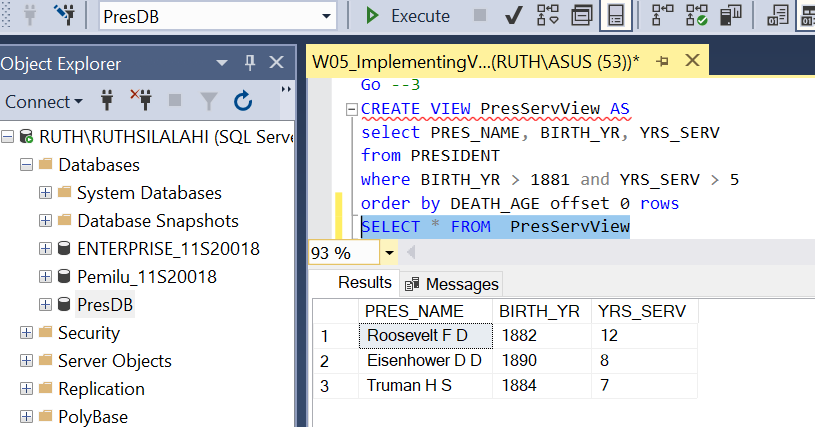 PresDB
Execute
Object Explorer
Connect
RUTH\RUTHSILALAHI (SQL Serve
Databases
System Databases
Database Snapshots
ENTERPRISE_11S20018
Pemilu_11S20018
PresDB
Security
Server Objects
Replication
PolyBase
W05_ImplementingV...(RUTH\ASUS (53))*
Go --3
CREATE VIEW PresServView AS
select PRES_NAME, BIRTH_YR, YRS_SERV
from PRESIDENT
where BIRTH_YR > 1881 and YRS_SERV > 5
order by DEATH_AGE offset 0 rows
SELECT * FROM  PresServView
93 %
Results Messages
PRES_NAME BIRTH_YR YRS_SERV
1 Roosevelt F D 1882 12
2 Eisenhower D D 1890 8
3 Truman H S 1884 7